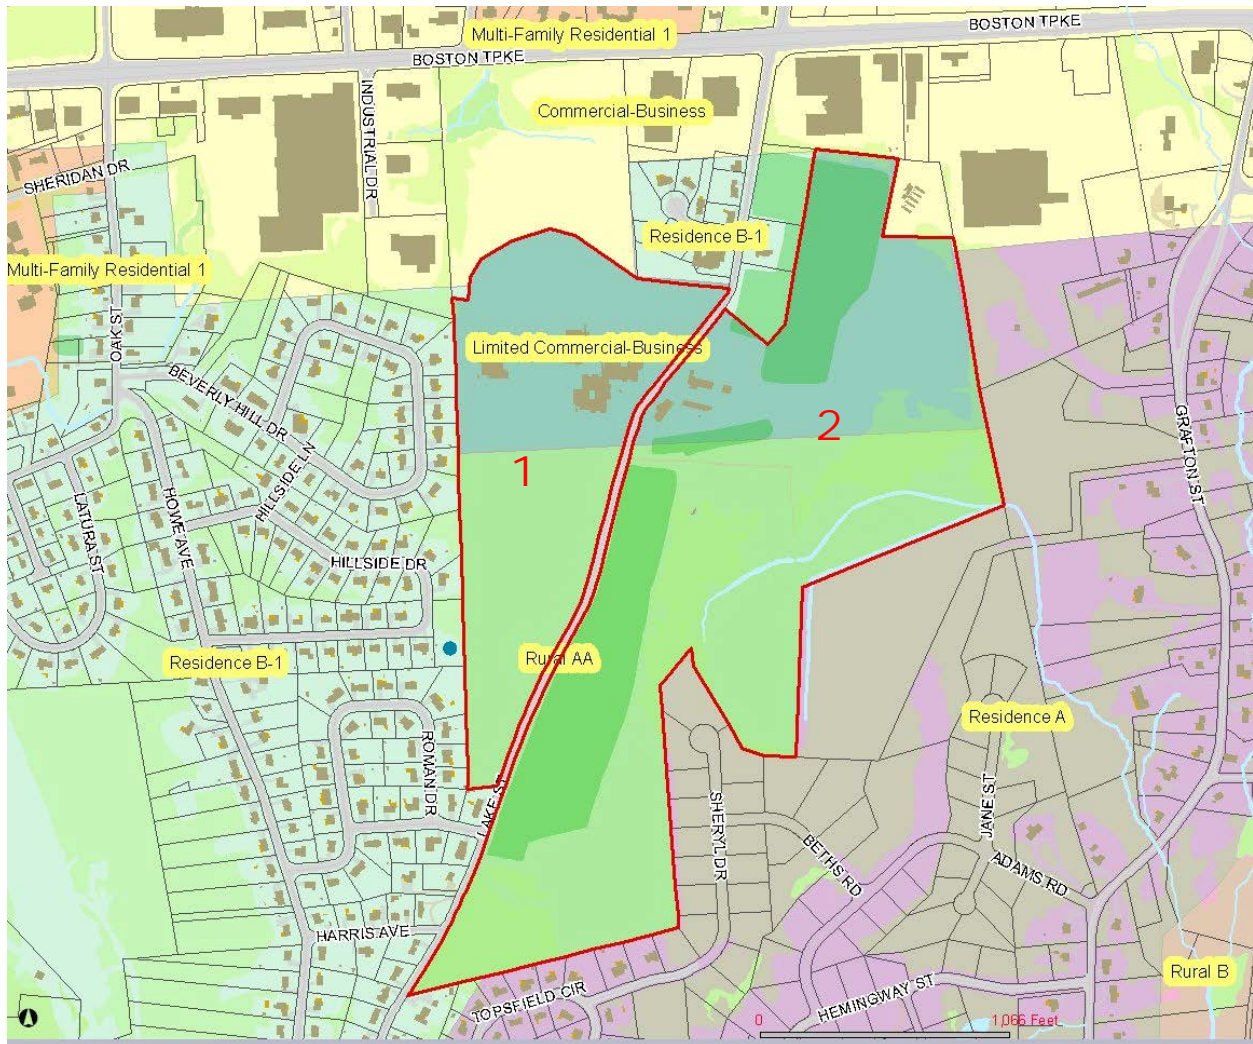 BOSTON TPKE
Multi-Family Residential 1
BOSTON TPKE
INDUSTRIAL DR
Commercial-Business
SHERIDAN DR
Residence B-1
Multi-Family Residential 1
OAK ST
Limited Commercial-Business
BEVERLY HILL DR
GRAFTON ST
2
1
HILLSIDE LN
LATURA ST
HOWE AVE
HILLSIDE DR
Residence B-1
Rural AA
Residence A
ROMAN DR
LAKE ST
SHERYL DR
JANE ST
BETHS RD
ADAMS RD
HARRIS AVE
Rural B
TOPSFIELD CIR
HEMINGWAY ST
0
1,066 Feet